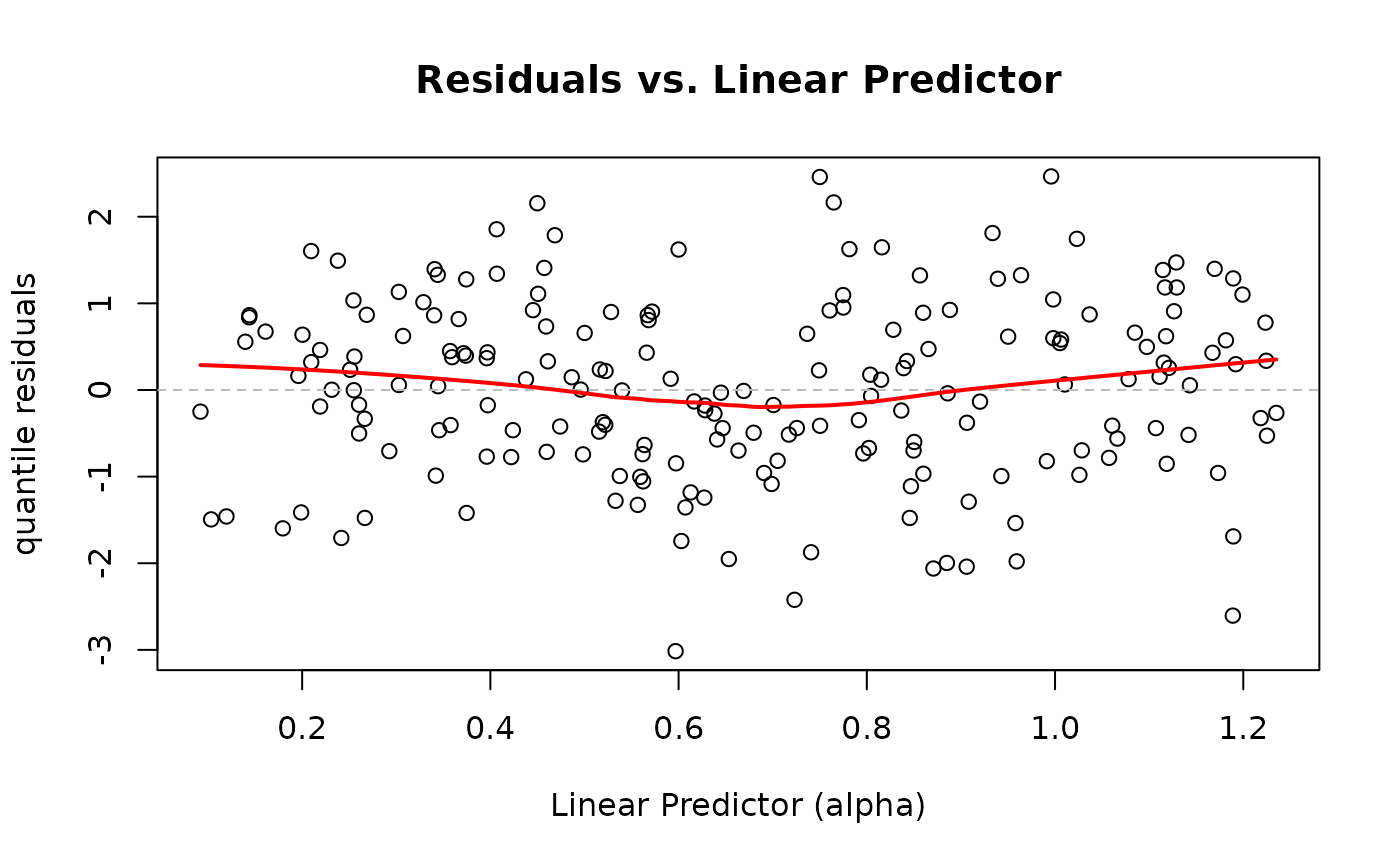 Residuals vs. Linear Predictor
quantile residuals
2
1
0
-1
-2
-3
0.2 0.4 0.6 0.8 1.0 1.2
Linear Predictor (alpha)